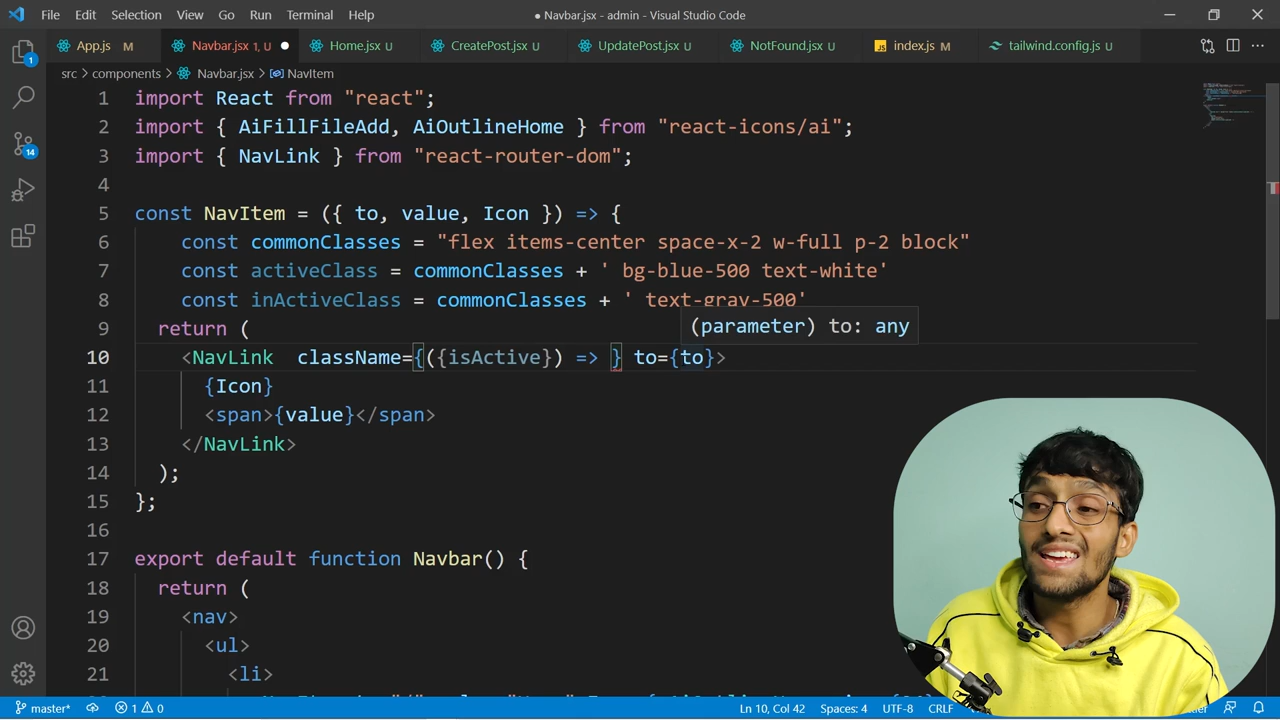 File Edit Selection View Go Run Terminal Help ● Navbar.jsx - admin - Visual Studio Code
App.js M Navbar.jsx 1, U ● Home.jsx U CreatePost.jsx U UpdatePost.jsx U NotFound.jsx U JS index.js M tailwind.config.js U
src > components > Navbar.jsx > NavItem
1 import React from "react";
2 import { AiFillFileAdd, AiOutlineHome } from "react-icons/ai";
3 import { NavLink } from "react-router-dom";
4
5 const NavItem = ({ to, value, Icon }) => {
6 const commonClasses = "flex items-center space-x-2 w-full p-2 block"
7 const activeClass = commonClasses + ' bg-blue-500 text-white'
8 const inActiveClass = commonClasses + ' text-gray-500'
9 return (
(parameter) to: any
10 <NavLink className={({isActive}) => } to={to}>
11 {Icon}
12 <span>{value}</span>
13 </NavLink>
14 );
15 };
16
17 export default function Navbar() {
18 return (
19 <nav>
20 <ul>
21 <li>
1
14
master* 1 0 Ln 10, Col 42 Spaces: 4 UTF-8 CRLF